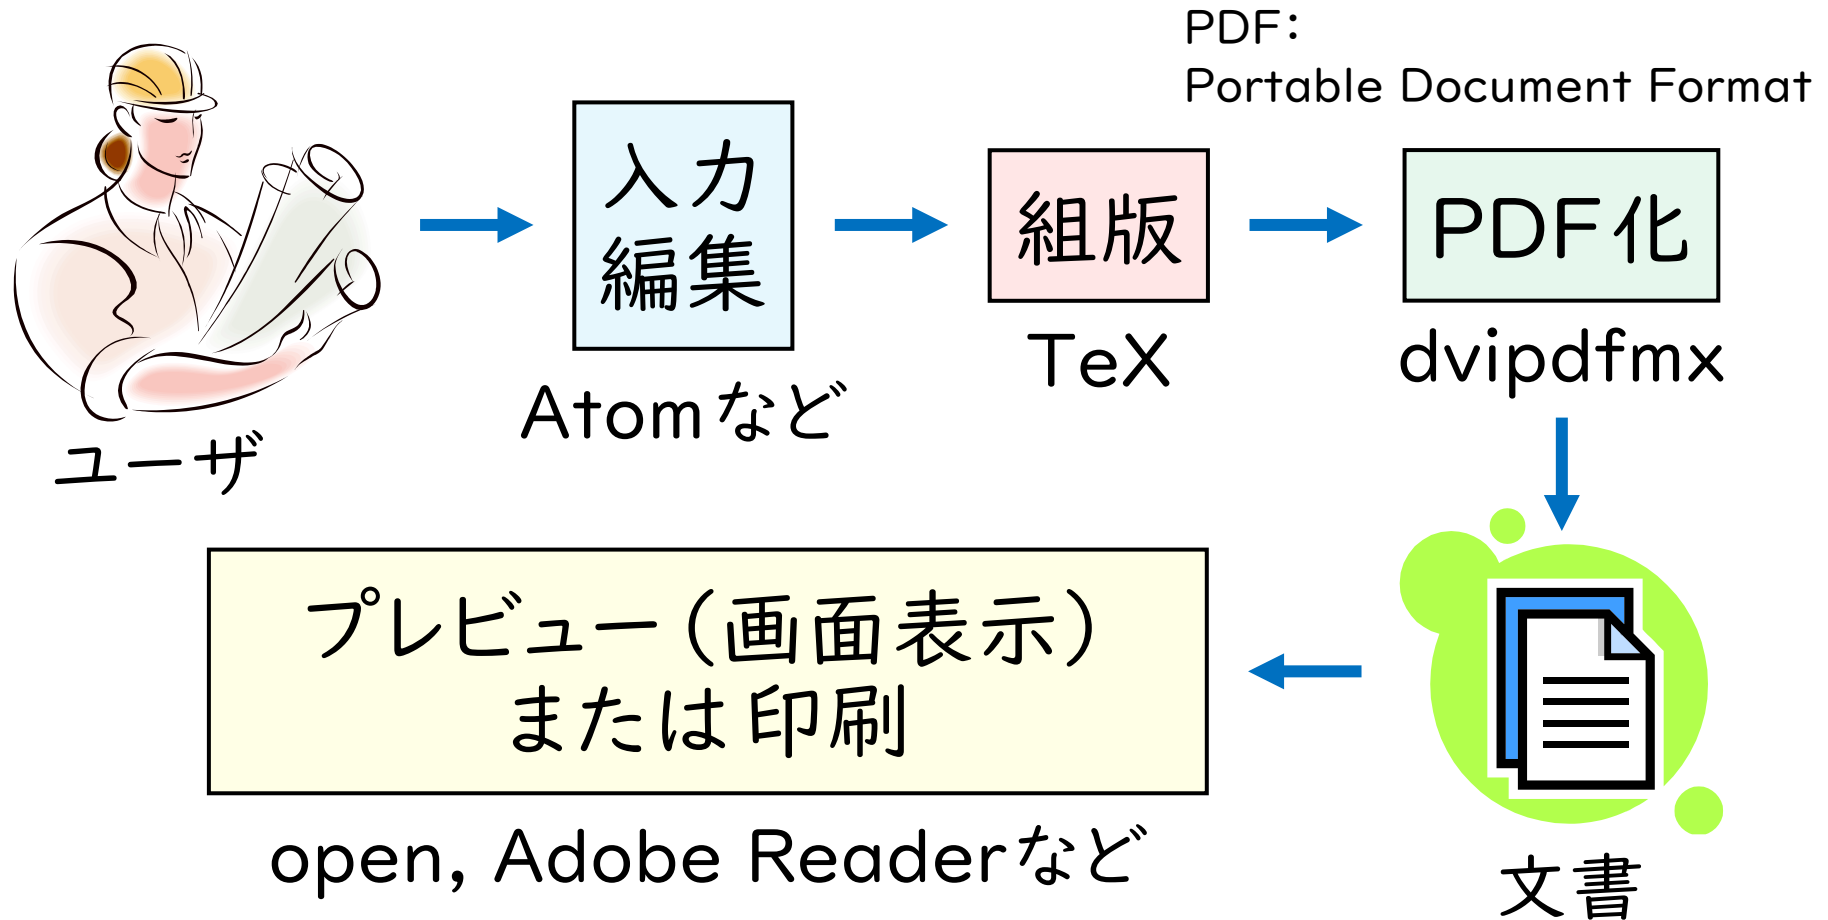 PDF:
Portable Document Format
入力
編集
組版
PDF化
TeX
dvipdfmx
Atomなど
ユーザ
プレビュー(画面表示)
または印刷
open, Adobe Readerなど
文書